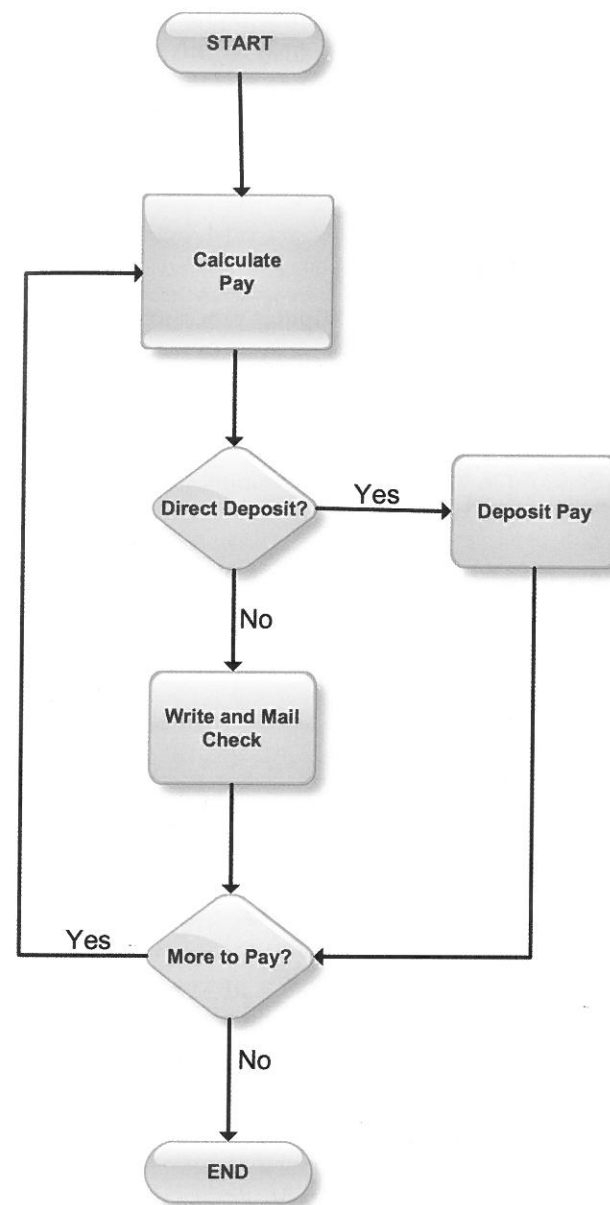 START
Calculate
Pay
Direct Deposit?
Yes
Deposit Pay
No
Write and Mail
Check
Yes
More to Pay?
No
END